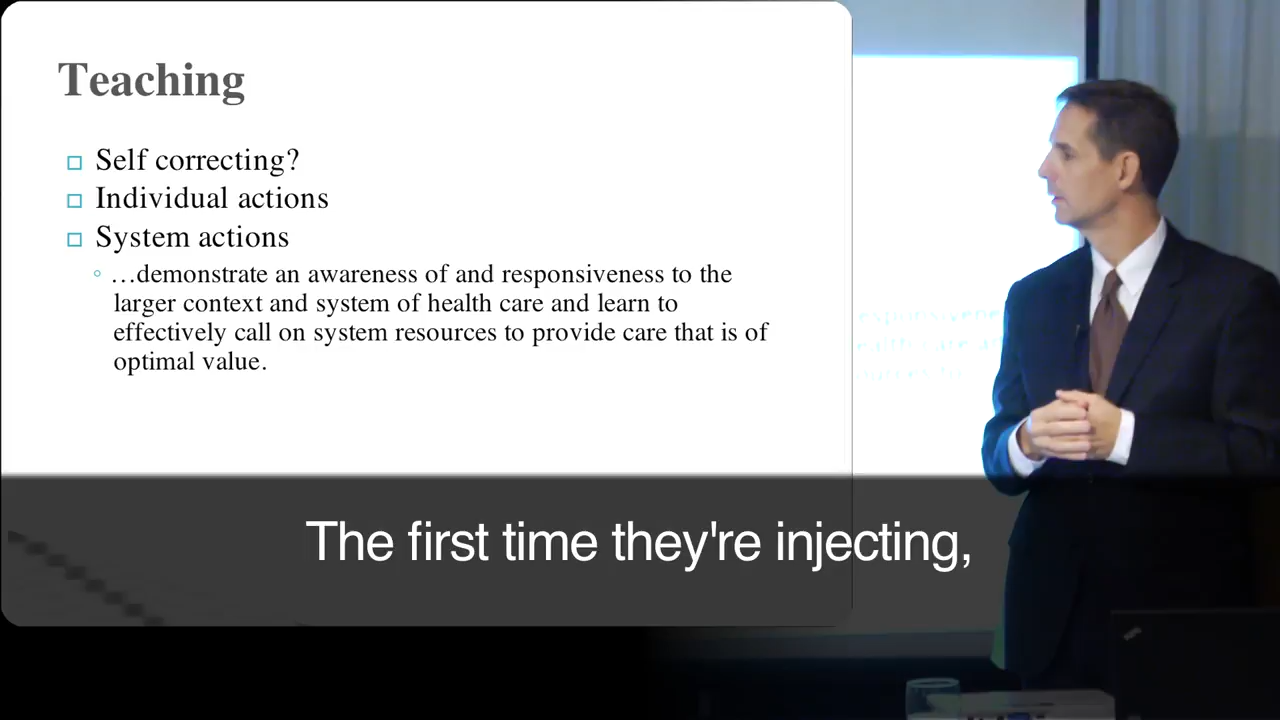 Teaching
Self correcting?
Individual actions
System actions
…demonstrate an awareness of and responsiveness to the
larger context and system of health care and learn to
effectively call on system resources to provide care that is of
optimal value.
The first time they're injecting,